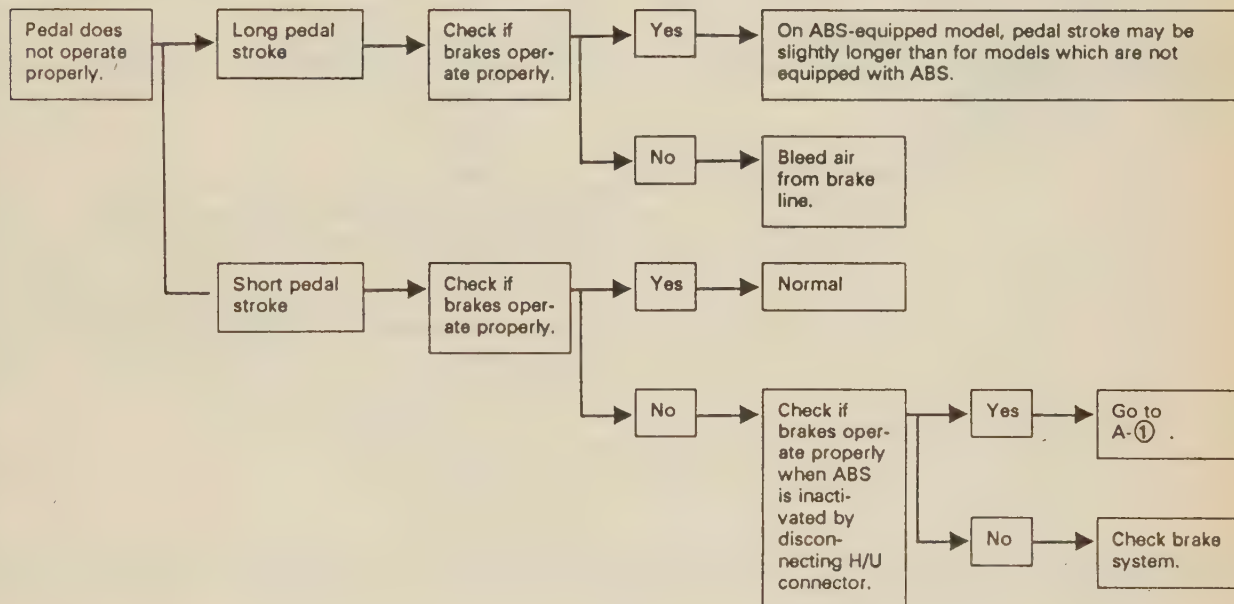 Pedal does
not operate
properly.
Long pedal
stroke
Check if
brakes oper-
ate properly.
Yes
On ABS-equipped model, pedal stroke may be
slightly longer than for models which are not
equipped with ABS.
No
Bleed air
from brake
line.
Short pedal
stroke
Check if
brakes oper-
ate properly.
Yes
Normal
No
Check if
brakes oper-
ate properly
when ABS
is inacti-
vated by
discon-
necting H/U
connector.
Yes
Go to
A-① .
No
Check brake
system.